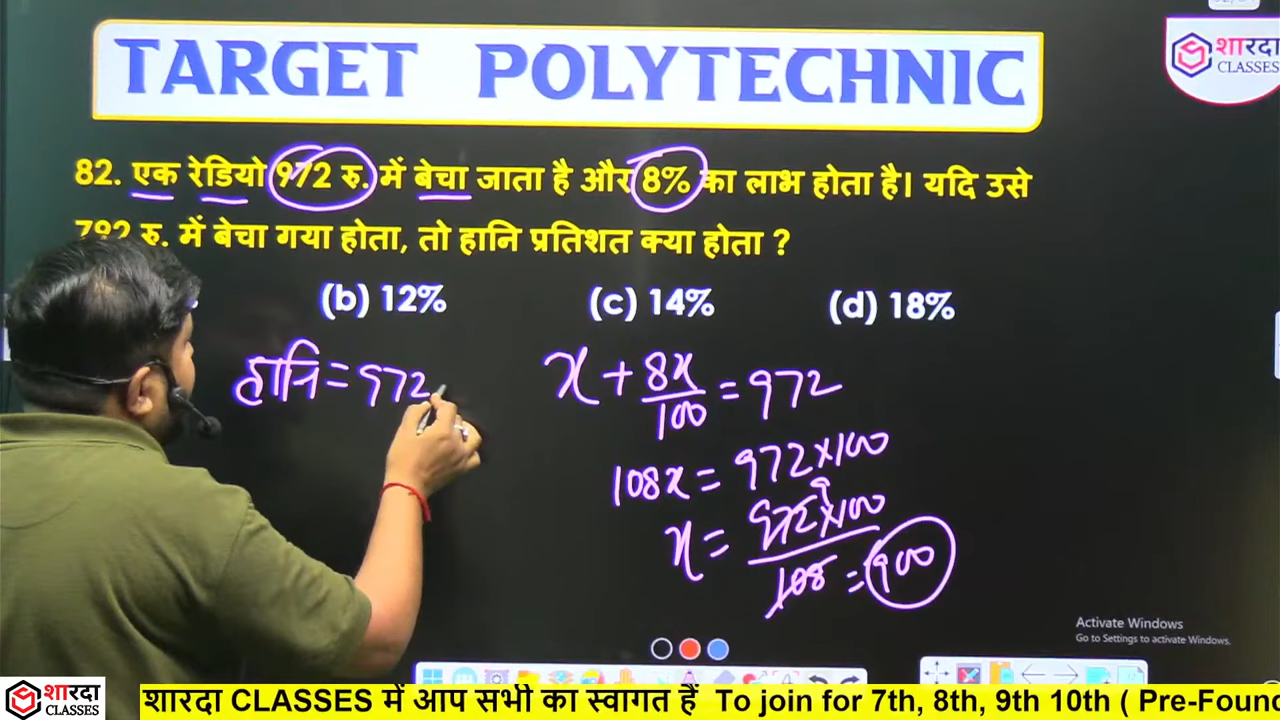 TARGET POLYTECHNIC
शारदा
CLASSES
82. एक रेडियो 972 रु. में बेचा जाता है और 8% का लाभ होता है। यदि उसे
792 रु. में बेचा गया होता, तो हानि प्रतिशत क्या होता ?
(b) 12% (c) 14% (d) 18%
हानि = 972
x + 8x/100 = 972
108x = 972×100
x = 972×100/108 = 900
9
Activate Windows
Go to Settings to activate Windows.
शारदा
CLASSES
शारदा CLASSES में आप सभी का स्वागत हैं To join for 7th, 8th, 9th 10th ( Pre-Found